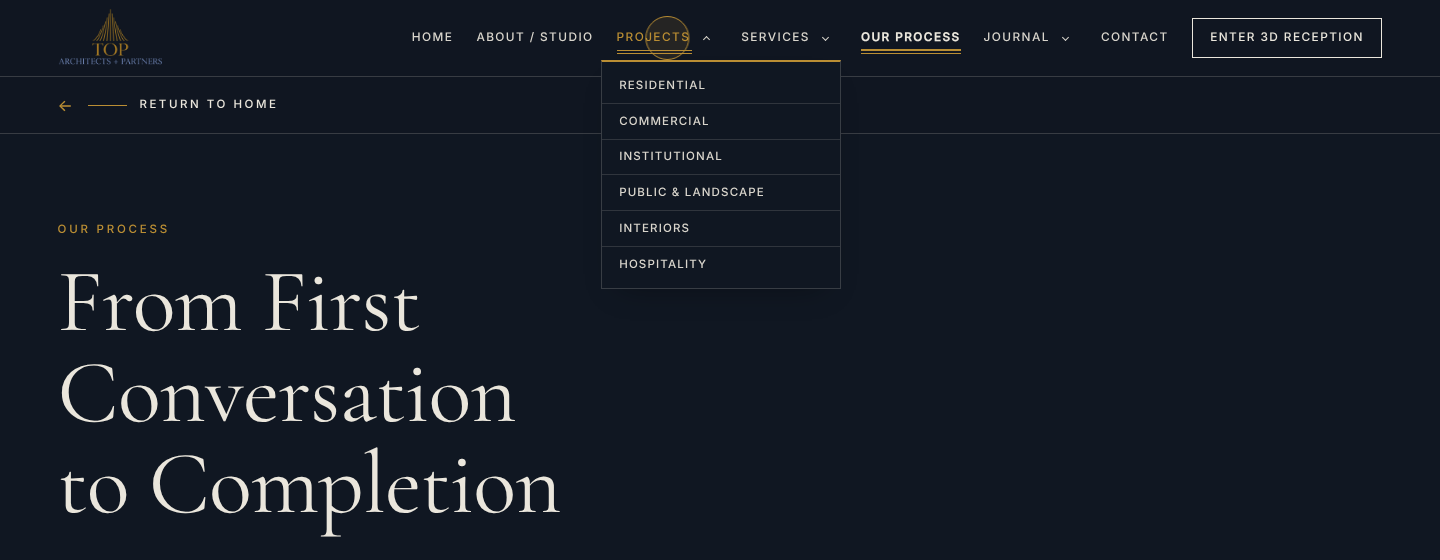 TOP
ARCHITECTS + PARTNERS
HOME
ABOUT / STUDIO
PROJECTS
SERVICES
OUR PROCESS
JOURNAL
CONTACT
ENTER 3D RECEPTION
RESIDENTIAL
COMMERCIAL
INSTITUTIONAL
PUBLIC & LANDSCAPE
INTERIORS
HOSPITALITY
RETURN TO HOME
OUR PROCESS
From First
Conversation
to Completion